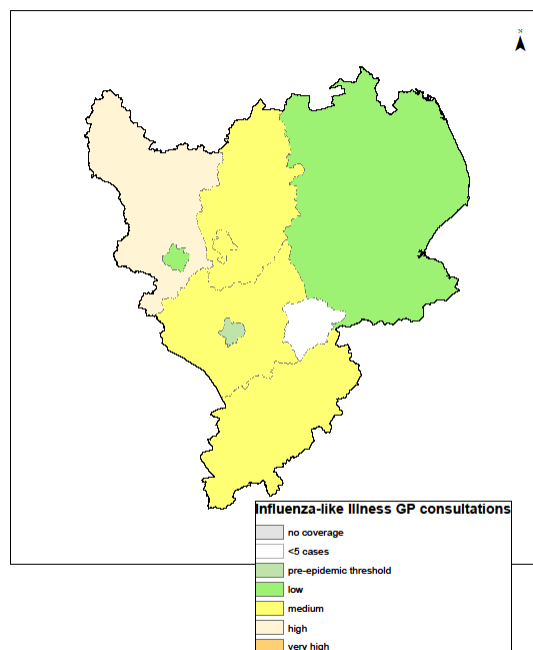 N
Influenza-like Illness GP consultations
no coverage
<5 cases
pre-epidemic threshold
low
medium
high
very high